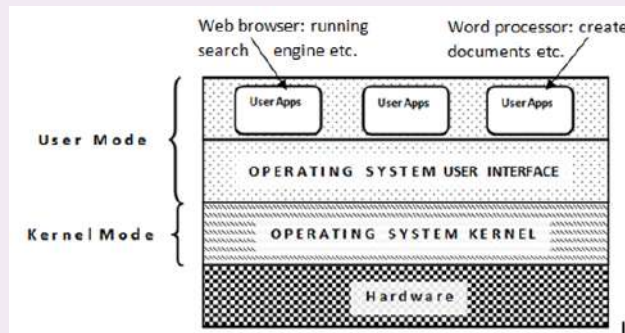 Web browser: running
search engine etc.
Word processor: create
documents etc.
User Apps
User Apps
User Apps
User Mode
OPERATING SYSTEM USER INTERFACE
Kernel Mode
OPERATING SYSTEM KERNEL
Hardware